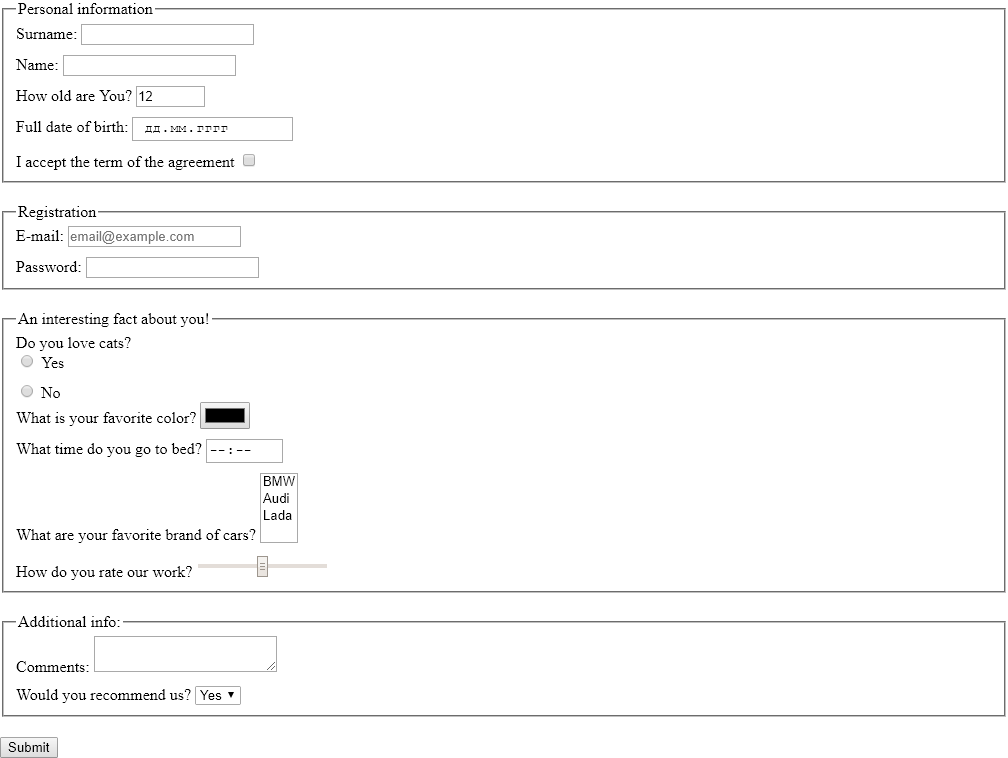 Personal information
Surname:
Name:
How old are You? 12
Full date of birth: дд.мм.гггг
I accept the term of the agreement
Registration
E-mail: email@example.com
Password:
An interesting fact about you!
Do you love cats?
Yes
No
What is your favorite color?
What time do you go to bed? --:--
BMW
Audi
Lada
What are your favorite brand of cars?
How do you rate our work?
Additional info:
Comments:
Would you recommend us? Yes
Submit